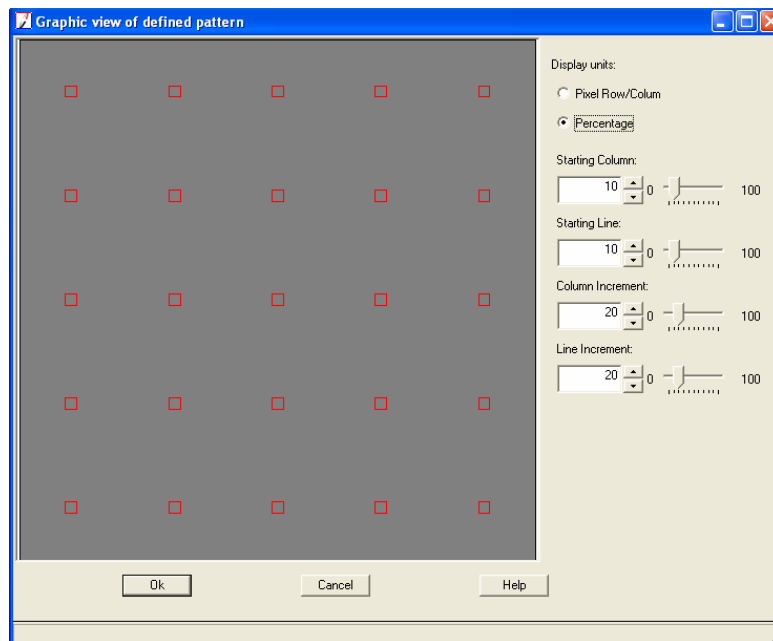 Graphic view of defined pattern
Display units:
Pixel Row/Colum
Percentage
Starting Column:
10 0 100
Starting Line:
10 0 100
Column Increment:
20 0 100
Line Increment:
20 0 100
Ok Cancel Help